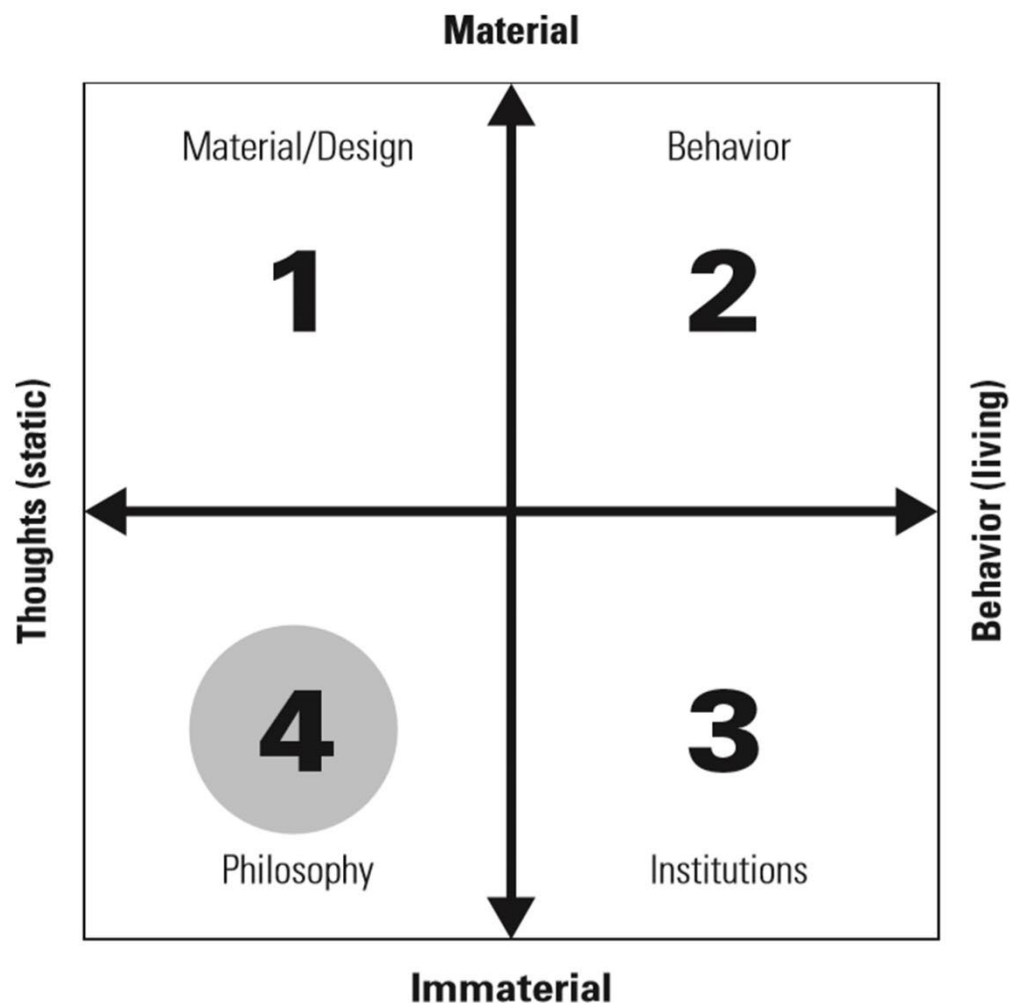 Material
Material/Design
Behavior
1
2
Thoughts (static)
Behavior (living)
4
3
Philosophy
Institutions
Immaterial